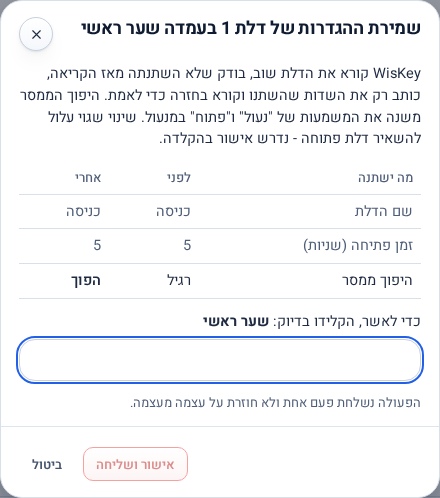 שמירת ההגדרות של דלת 1 בעמדה שער ראשי
WisKey קורא את הדלת שוב, בודק שלא השתנתה מאז הקריאה,
כותב רק את השדות שהשתנו וקורא בחזרה כדי לאמת. היפוך הממסר
משנה את המשמעות של "נעול" ו"פתוח" במנעול. שינוי שגוי עלול
להשאיר דלת פתוחה - נדרש אישור בהקלדה.
מה ישתנה לפני אחרי
שם הדלת כניסה כניסה
זמן פתיחה (שניות) 5 5
היפוך ממסר רגיל הפוך
כדי לאשר, הקלידו בדיוק: שער ראשי
הפעולה נשלחת פעם אחת ולא חוזרת על עצמה מעצמה.
אישור ושליחה ביטול